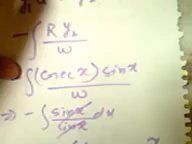 - ∫ R y₂ / w
∫ (cosec x) sin x / w
⇒ - ∫ sin x / sin x dx